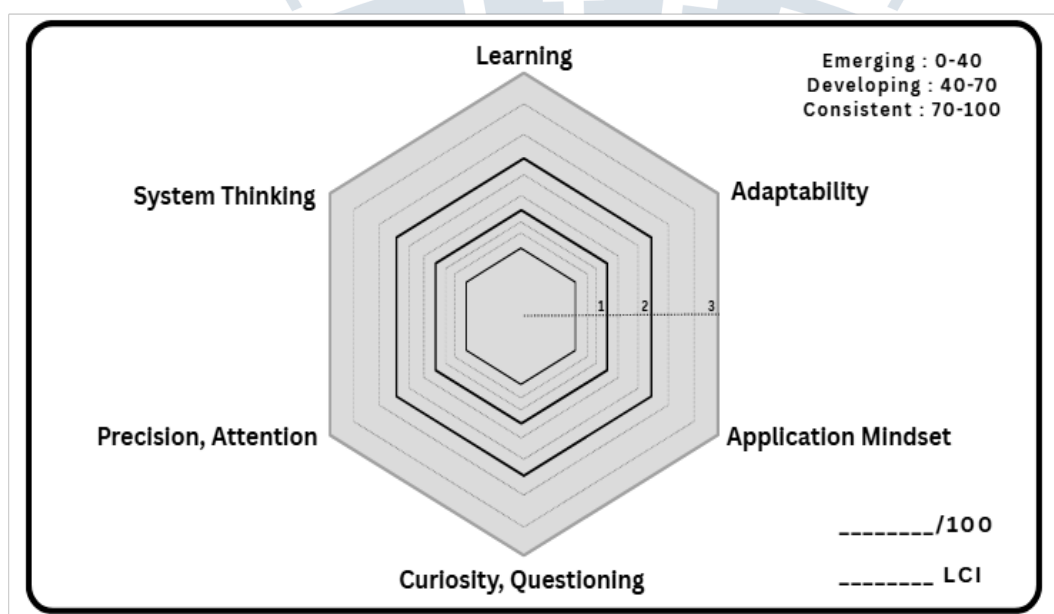 Learning
Emerging : 0-40
Developing : 40-70
Consistent : 70-100
System Thinking
Adaptability
1 2 3
Precision, Attention
Application Mindset
________/100
Curiosity, Questioning
________ LCI